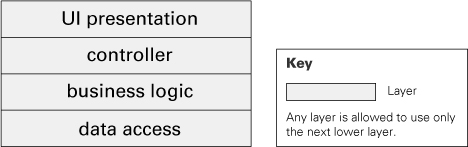 UI presentation
controller
business logic
data access
Key
Layer
Any layer is allowed to use only
the next lower layer.